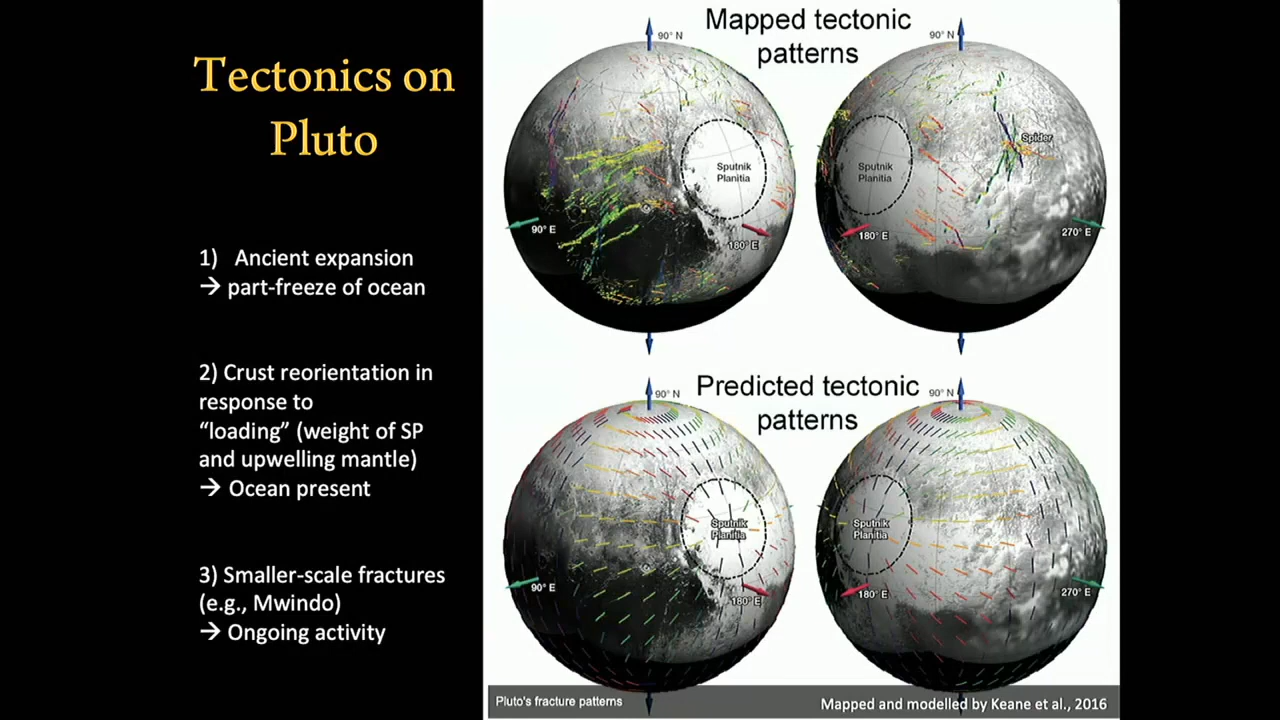 Tectonics on
Pluto
1) Ancient expansion
→ part-freeze of ocean
2) Crust reorientation in
response to
“loading” (weight of SP
and upwelling mantle)
→ Ocean present
3) Smaller-scale fractures
(e.g., Mwindo)
→ Ongoing activity
Mapped tectonic
patterns
90° N
90° N
Sputnik
Planitia
90° E
180° E
Sputnik
Planitia
Spider
180° E
270° E
Predicted tectonic
patterns
90° N
90° N
Sputnik
Planitia
90° E
180° E
Sputnik
Planitia
180° E
270° E
Pluto's fracture patterns
Mapped and modelled by Keane et al., 2016